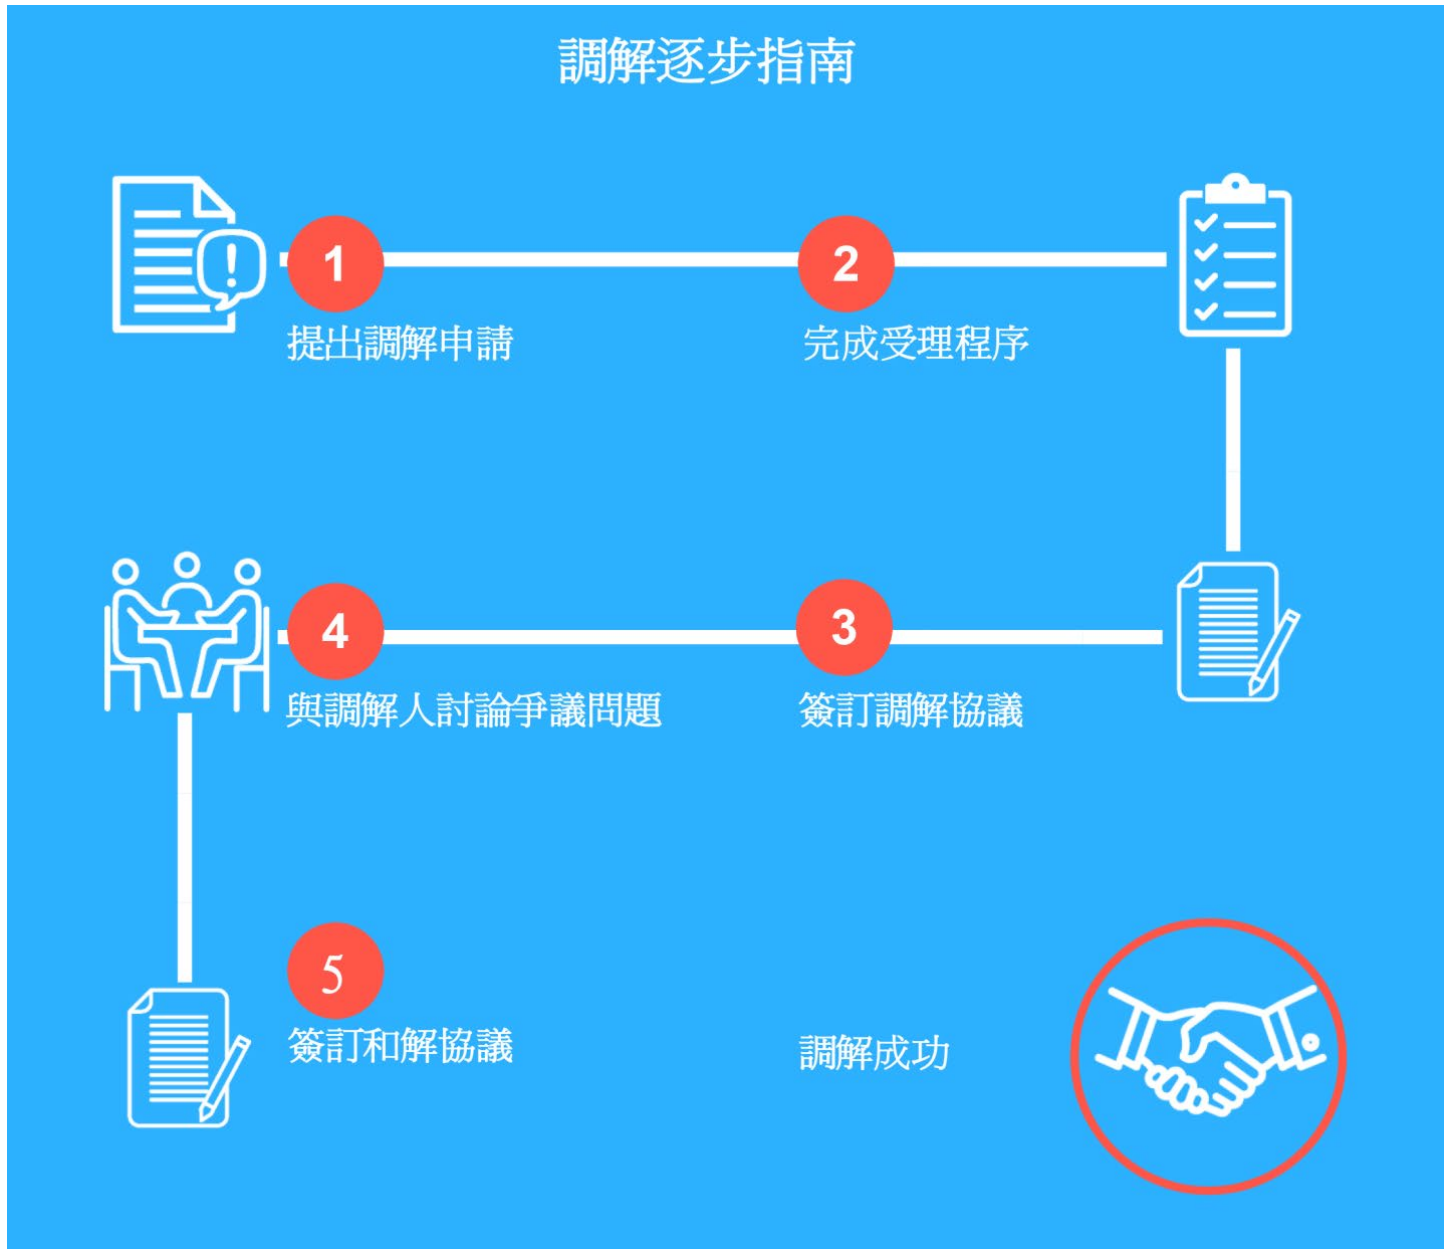 調解逐步指南
1
提出調解申請
2
完成受理程序
3
簽訂調解協議
4
與調解人討論爭議問題
5
簽訂和解協議
調解成功